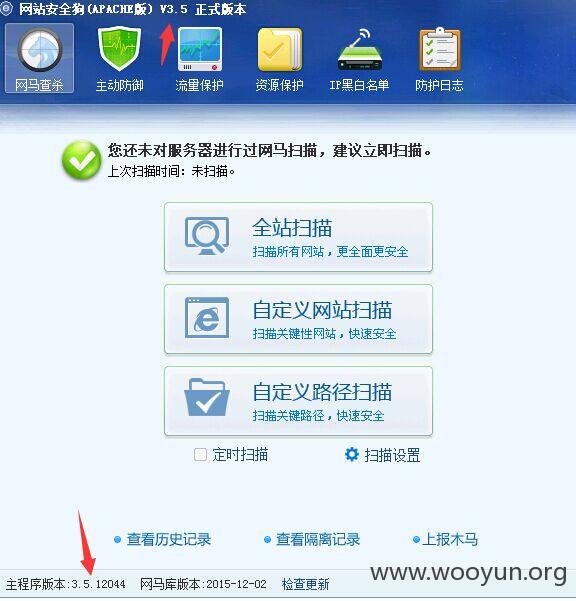 网站安全狗(APACHE版) V3.5 正式版本
网马查杀 主动防御 流量保护 资源保护 IP黑白名单 防护日志
您还未对服务器进行过网马扫描，建议立即扫描。
上次扫描时间：未扫描。
全站扫描
扫描所有网站，更全面更安全
自定义网站扫描
扫描关键性网站，快速安全
自定义路径扫描
扫描关键路径，快速安全
定时扫描 扫描设置
查看历史记录 查看隔离记录 上报木马
主程序版本:3.5.12044 网马库版本:2015-12-02 检查更新
www.wooyun.org